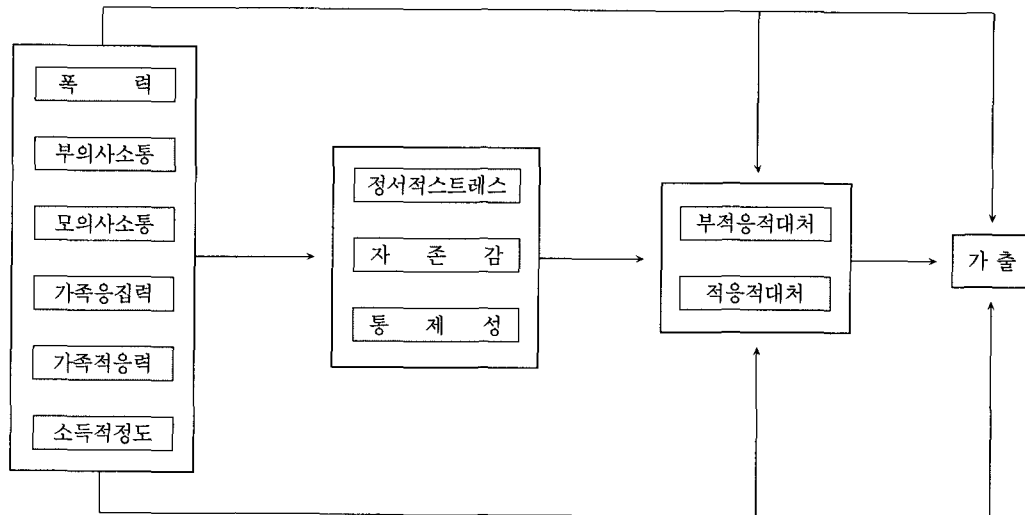 폭 력
부의사소통
모의사소통
가족응집력
가족적응력
소득적정도
정서적스트레스
자 존 감
통 제 성
부적응적대처
적응적대처
가 출